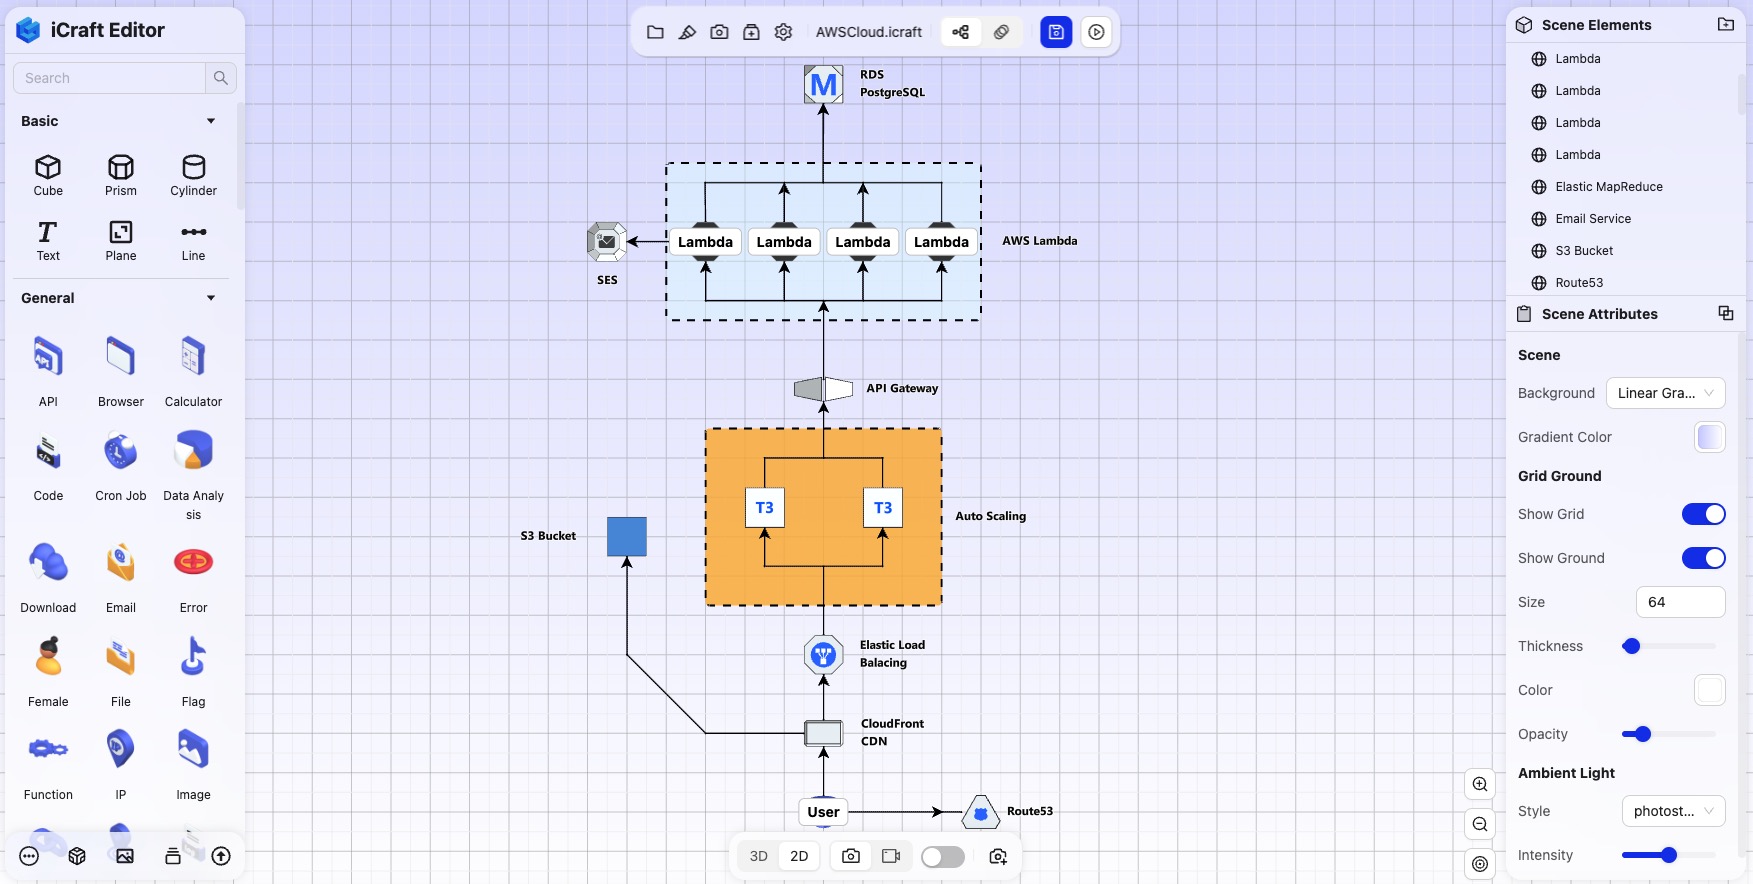 iCraft Editor
Search
Basic
Cube
Prism
Cylinder
Text
Plane
Line
General
API
Browser
Calculator
Code
Cron Job
Data Analy
sis
Download
Email
Error
Female
File
Flag
Function
IP
Image
AWSCloud.icraft
RDS
PostgreSQL
Lambda
Lambda
Lambda
Lambda
AWS Lambda
SES
API Gateway
T3
T3
Auto Scaling
S3 Bucket
Elastic Load
Balacing
CloudFront
CDN
User
Route53
3D
2D
Scene Elements
Lambda
Lambda
Lambda
Lambda
Elastic MapReduce
Email Service
S3 Bucket
Route53
Scene Attributes
Scene
Background
Linear Gra...
Gradient Color
Grid Ground
Show Grid
Show Ground
Size
64
Thickness
Color
Opacity
Ambient Light
Style
photost...
Intensity
M